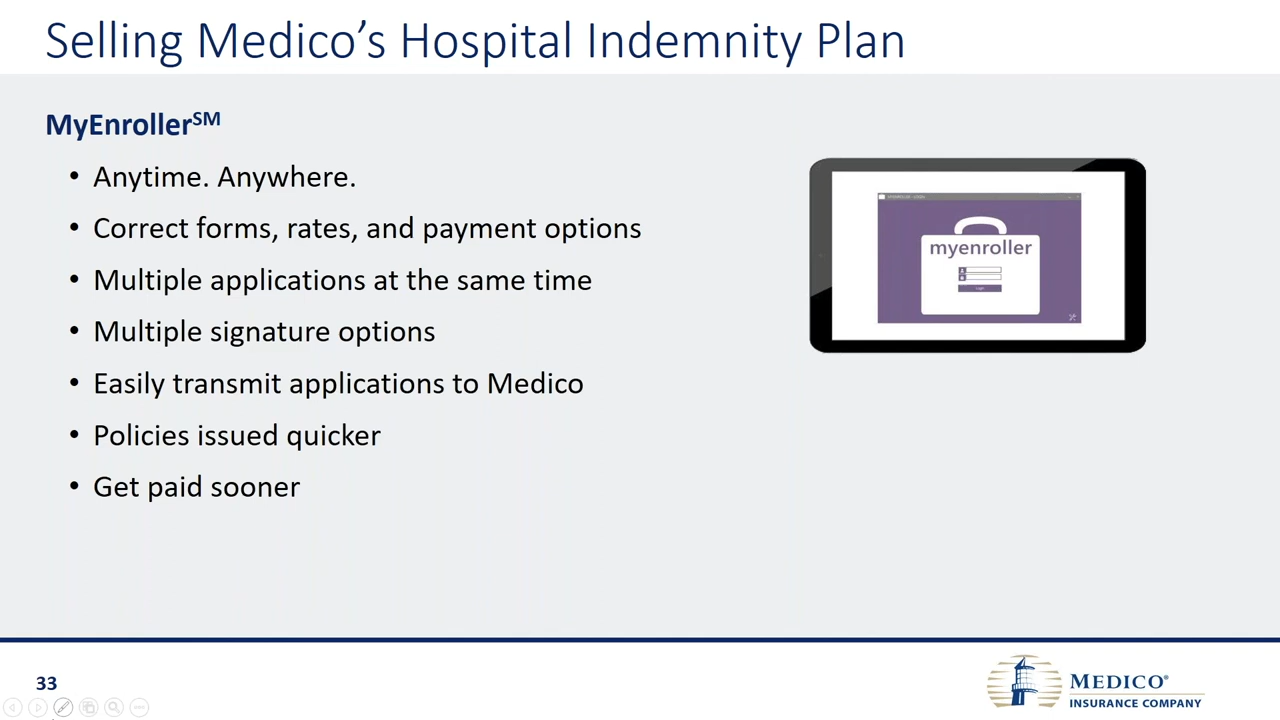 Selling Medico’s Hospital Indemnity Plan
MyEnrollerSM
• Anytime. Anywhere.
• Correct forms, rates, and payment options
• Multiple applications at the same time
• Multiple signature options
• Easily transmit applications to Medico
• Policies issued quicker
• Get paid sooner
myenroller
33
MEDICO®
INSURANCE COMPANY